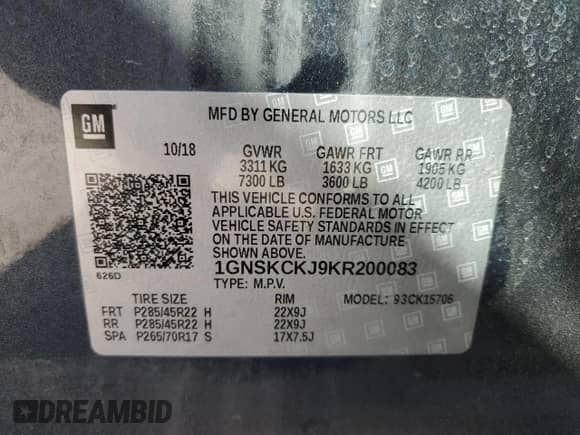 GM
MFD BY GENERAL MOTORS LLC
10/18 GVWR GAWR FRT GAWR RR
3311 KG 1633 KG 1905 KG
7300 LB 3600 LB 4200 LB
THIS VEHICLE CONFORMS TO ALL
APPLICABLE U.S. FEDERAL MOTOR
VEHICLE SAFETY STANDARDS IN EFFECT
ON THE DATE OF MANUFACTURE
SHOWN ABOVE.
1GNSKCKJ9KR200083
626D
TYPE: M.P.V. MODEL: 93CK15706
TIRE SIZE RIM
FRT P285/45R22 H 22X9J
RR P285/45R22 H 22X9J
SPA P265/70R17 S 17X7.5J
DREAMBID